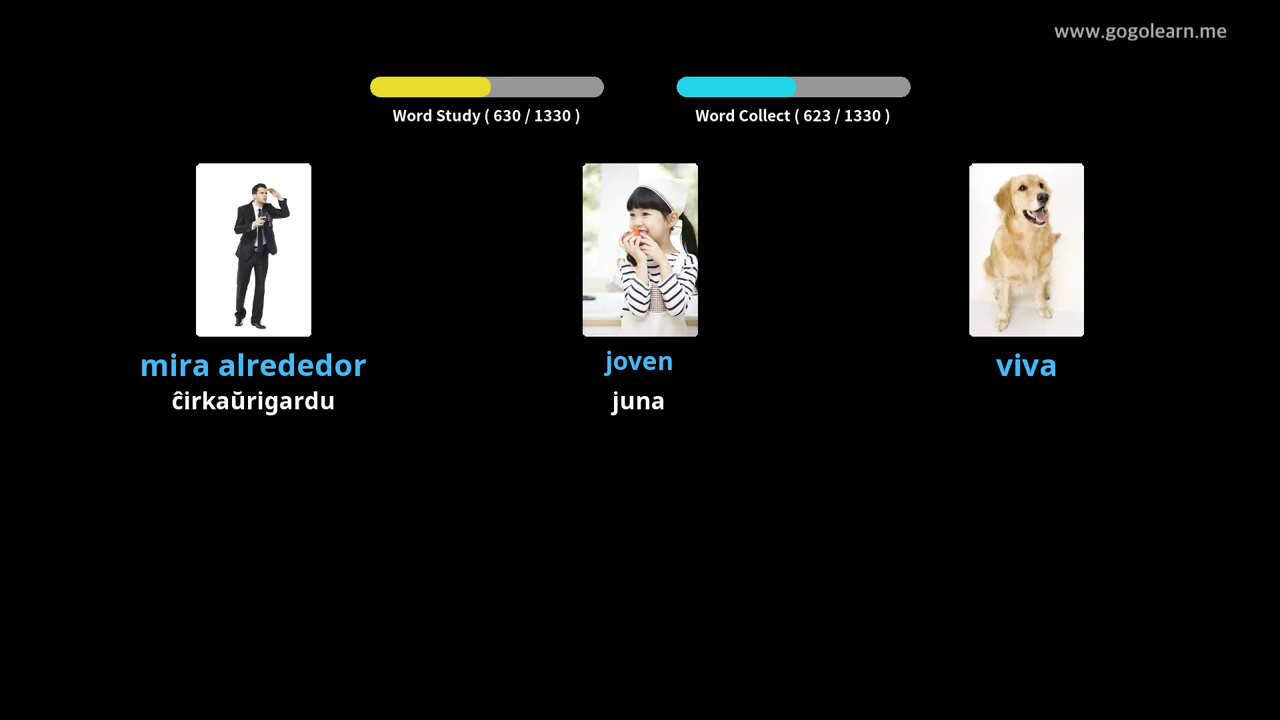 www.gogolearn.me
Word Study ( 630 / 1330 )
Word Collect ( 623 / 1330 )
mira alrededor
joven
viva
ĉirkaŭrigardu
juna